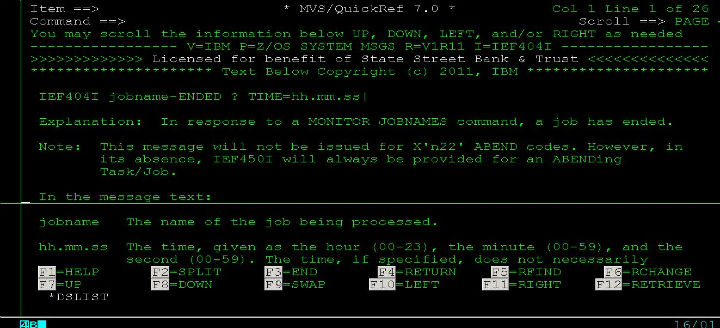 Item ==> * MVS/QuickRef 7.0 * Col 1 Line 1 of 26
Command ==> Scroll ==> PAGE
You may scroll the information below UP, DOWN, LEFT, and/or RIGHT as needed
---------------- V=IBM P=Z/OS SYSTEM MSGS R=V1R11 I=IEF404I ----------------
>>>>>>>>>>>>> Licensed for benefit of State Street Bank & Trust <<<<<<<<<<<<<
*********************** Text Below Copyright (c) 2011, IBM ********************
IEF404I jobname-ENDED ? TIME=hh.mm.ss|
Explanation: In response to a MONITOR JOBNAMES command, a job has ended.
Note: This message will not be issued for X'n22' ABEND codes. However, in
its absence, IEF450I will always be provided for an ABENDing
Task/Job.
_ In the message text:
jobname The name of the job being processed.
hh.mm.ss The time, given as the hour (00-23), the minute (00-59), and the
second (00-59). The time, if specified, does not necessarily
F1=HELP F2=SPLIT F3=END F4=RETURN F5=RFIND F6=RCHANGE
F7=UP F8=DOWN F9=SWAP F10=LEFT F11=RIGHT F12=RETRIEVE
*DSLIST
4B 16/01